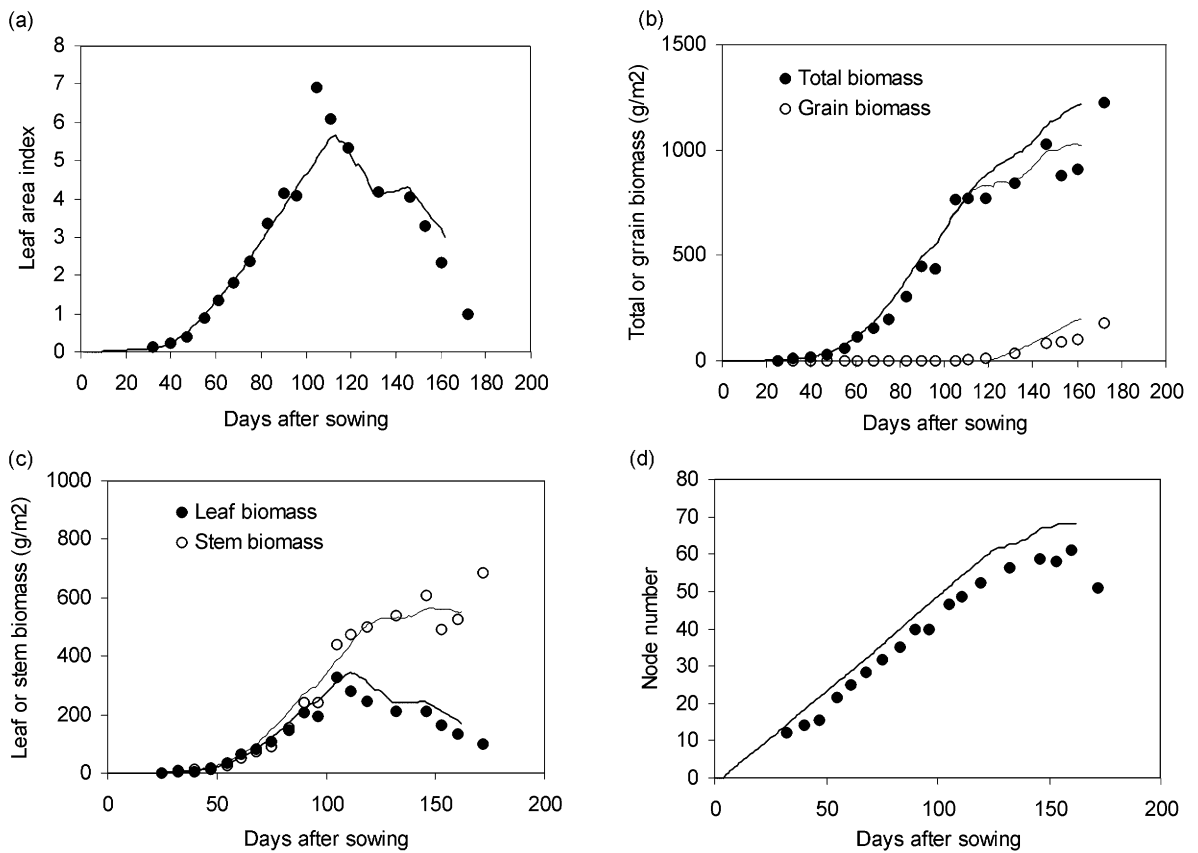 (a)
8
7
6
5
4
3
2
1
0
Leaf area index
0 20 40 60 80 100 120 140 160 180 200
Days after sowing
(b)
1500
1000
500
0
Total or grrain biomass (g/m2)
Total biomass
Grain biomass
0 20 40 60 80 100 120 140 160 180 200
Days after sowing
(c)
1000
800
600
400
200
0
Leaf or stem biomass (g/m2)
Leaf biomass
Stem biomass
0 50 100 150 200
Days after sowing
(d)
80
70
60
50
40
30
20
10
0
Node number
0 50 100 150 200
Days after sowing